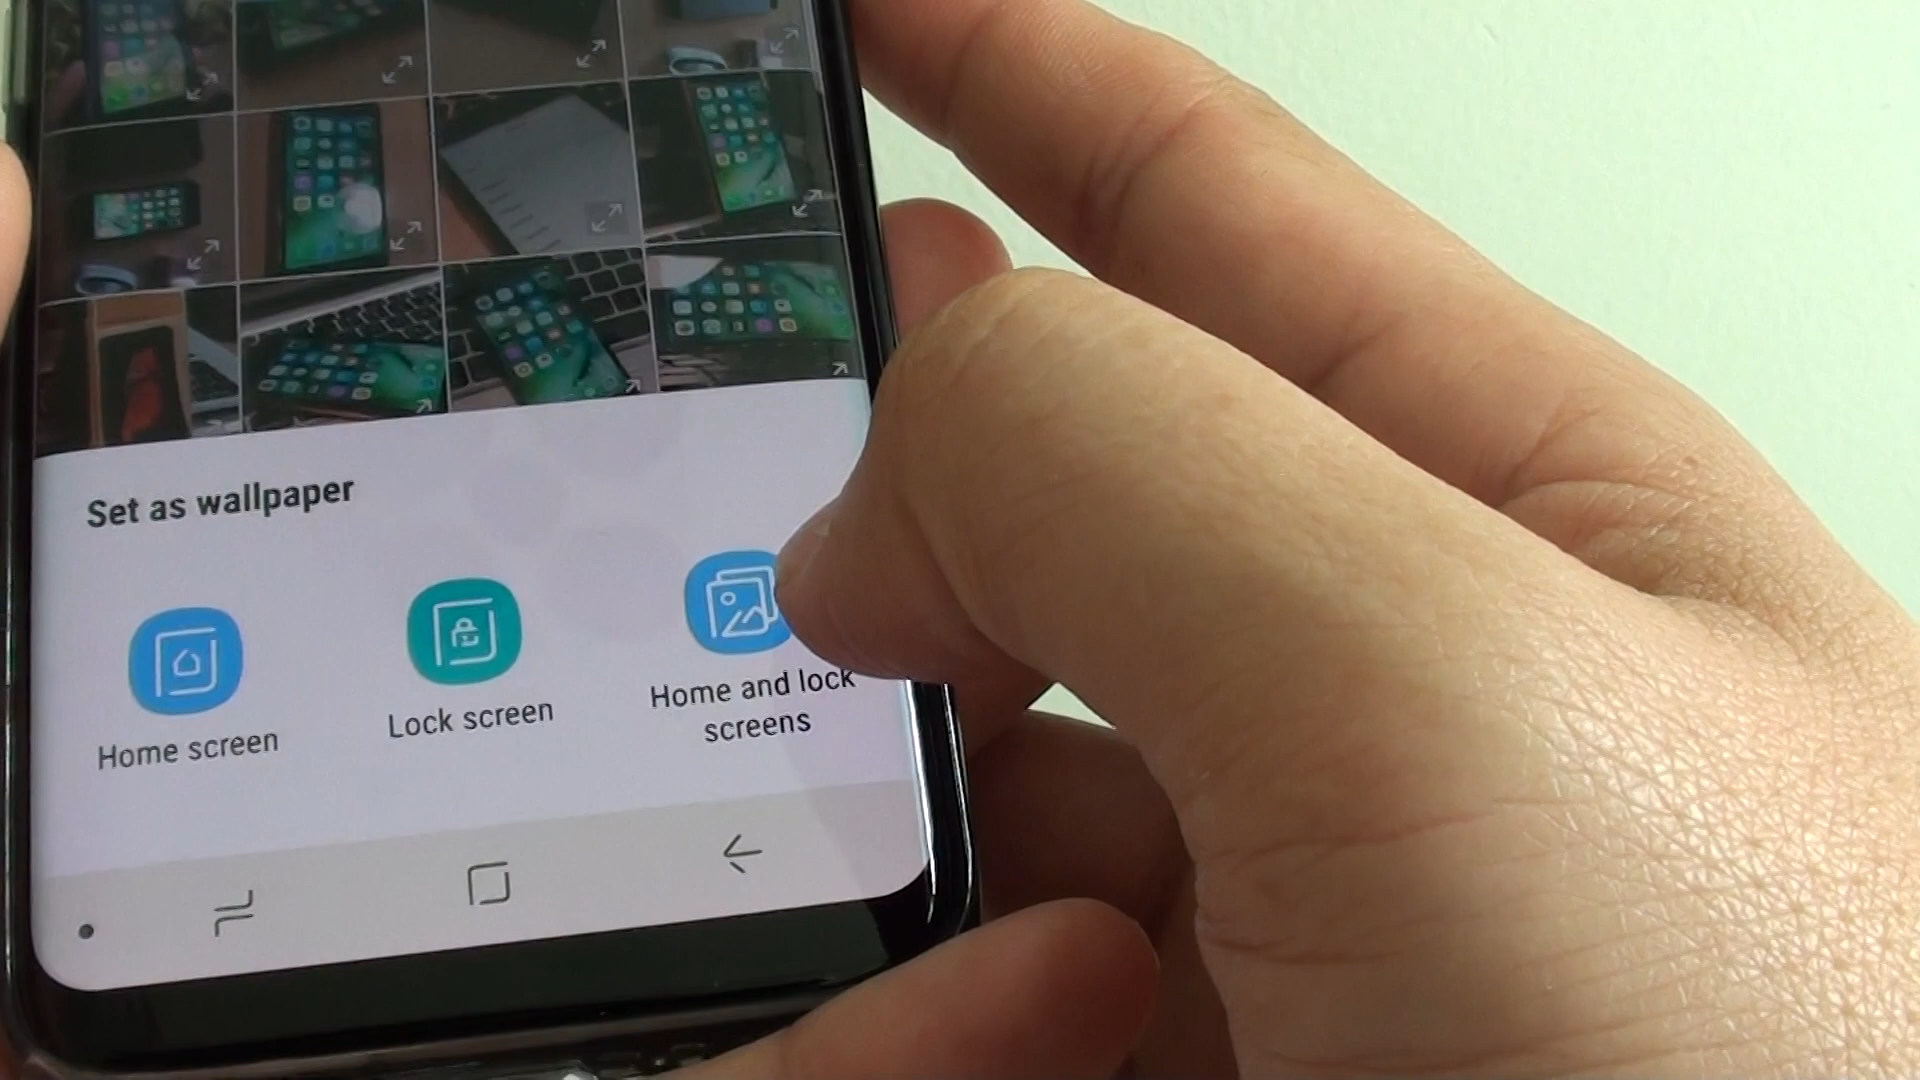 Set as wallpaper
Home screen
Lock screen
Home and lock
screens